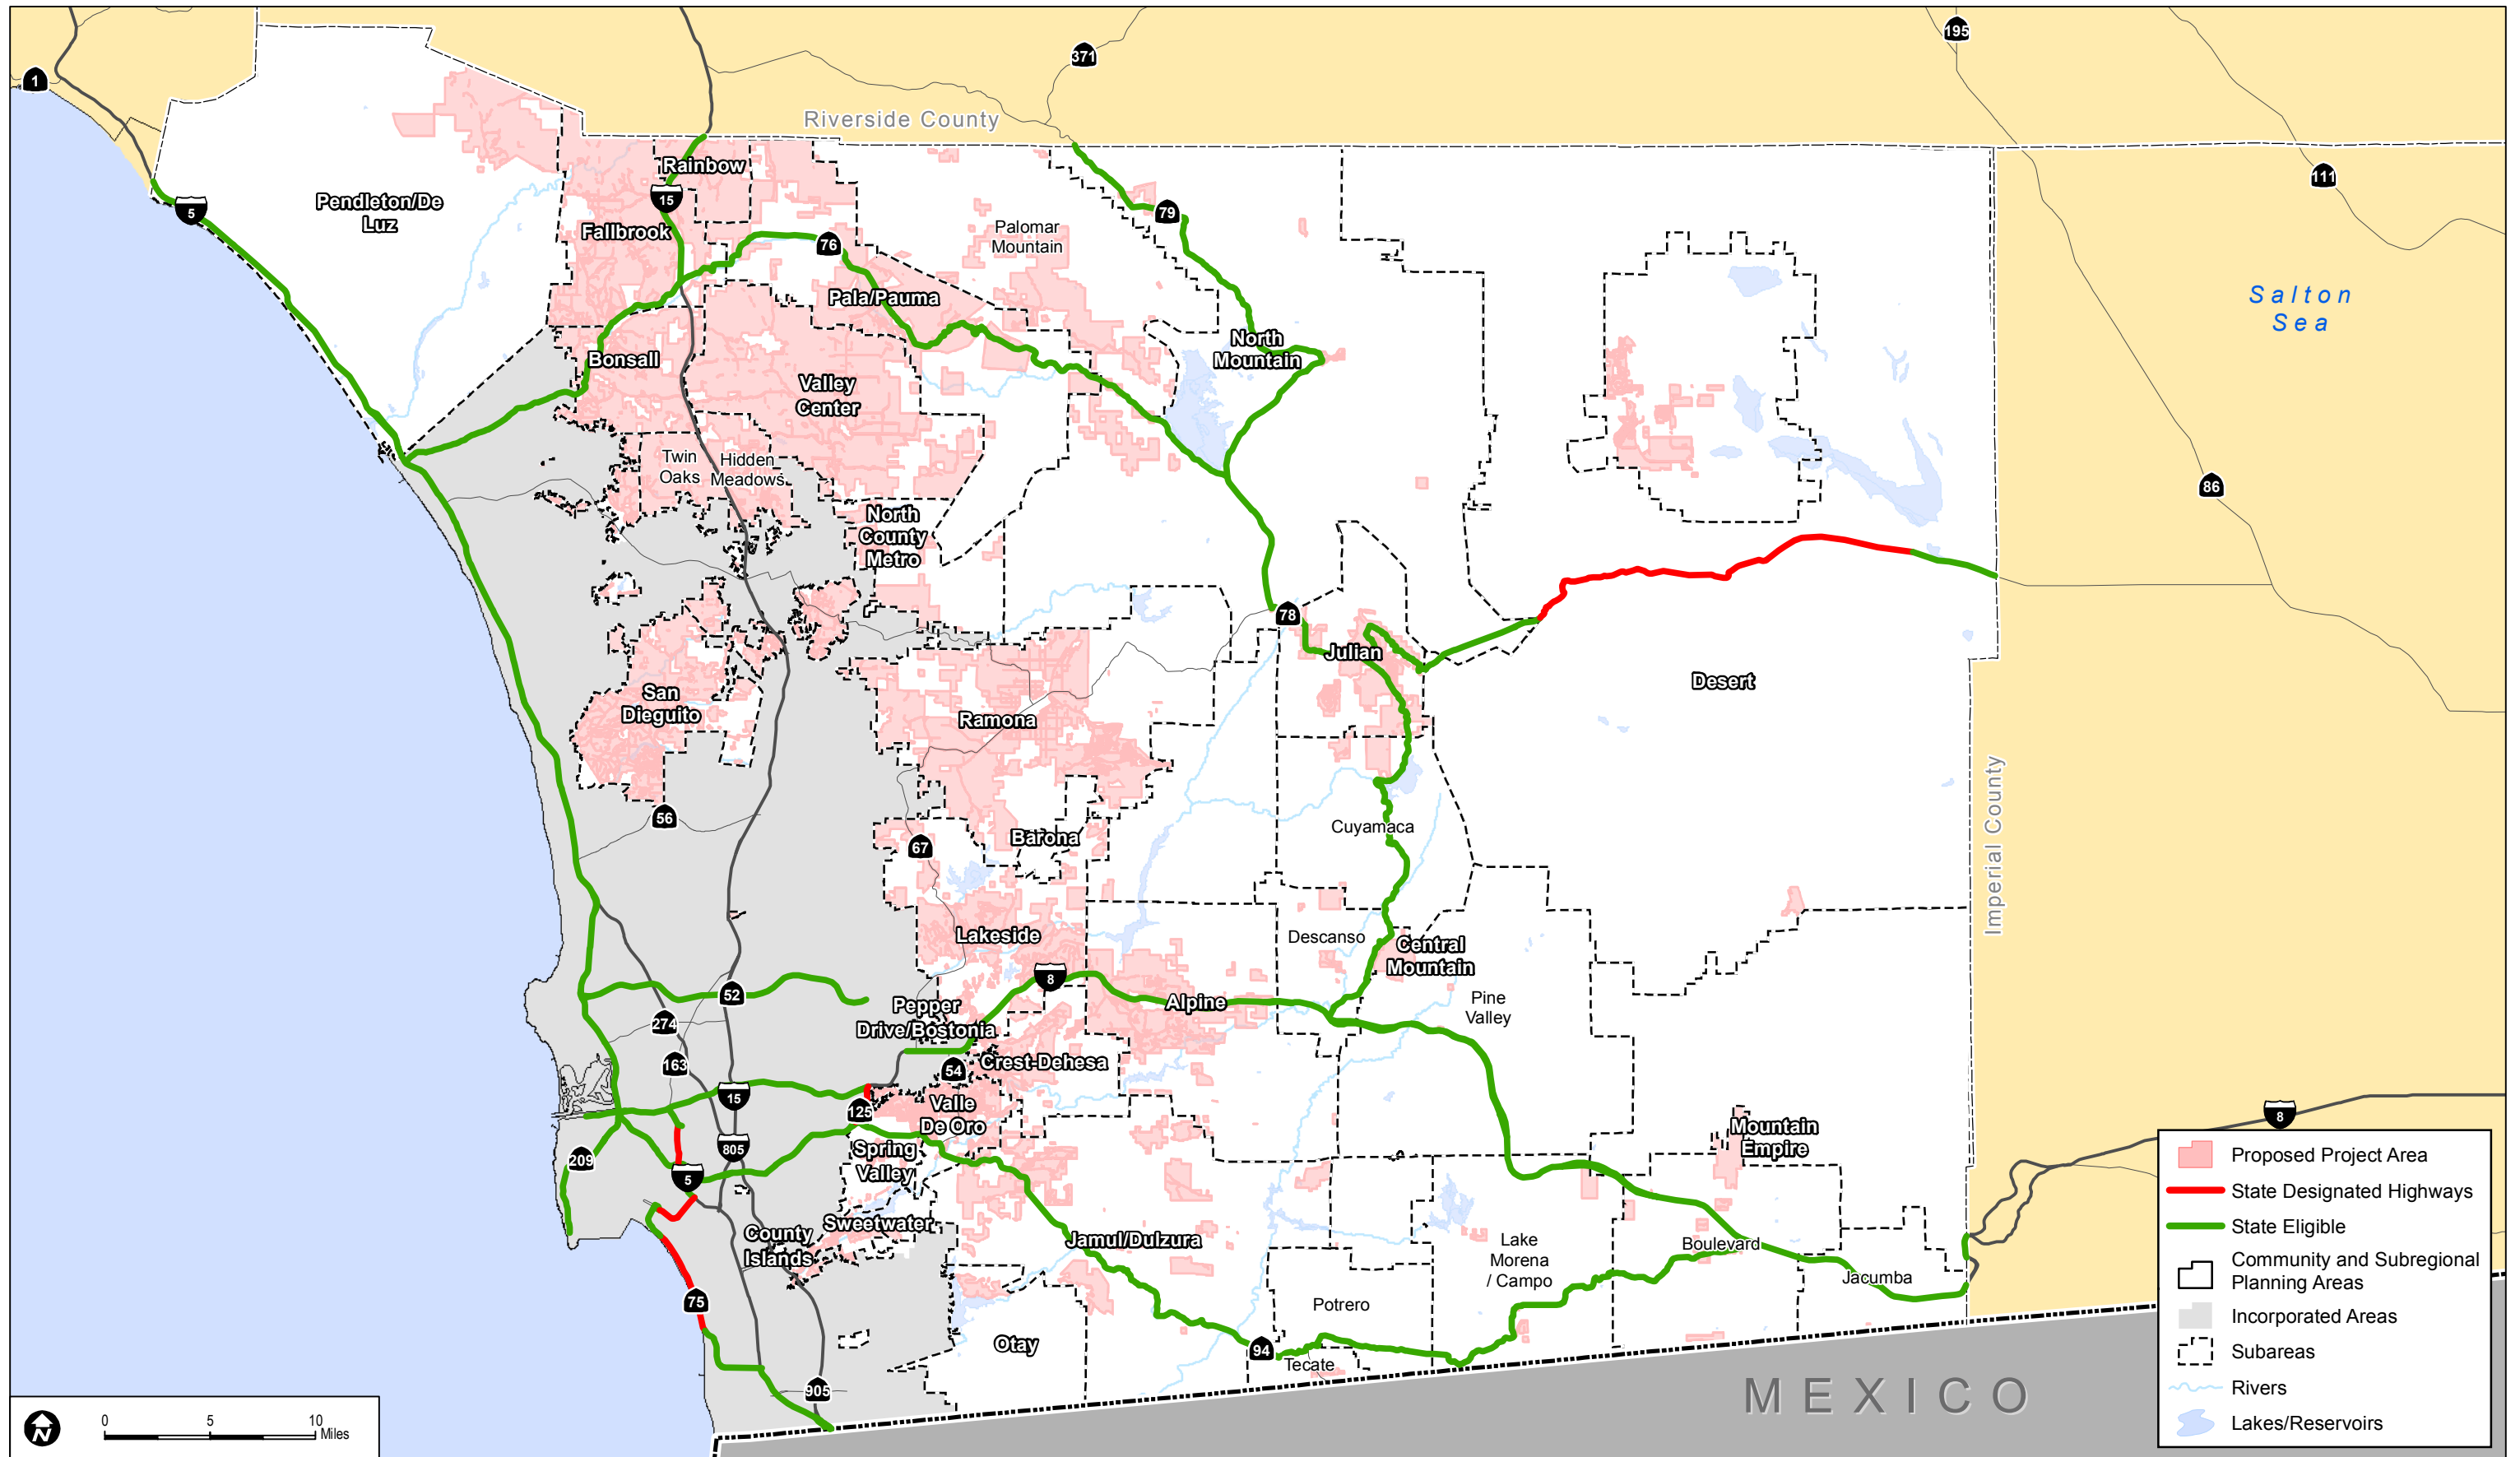 1
371
195
Riverside County
111
Rainbow
15
5
Pendleton/De
Luz
Fallbrook
76
79
Palomar
Mountain
Pala/Pauma
Salton
Sea
North
Mountain
Bonsall
Valley
Center
Twin
Oaks
Hidden
Meadows
86
North
County
Metro
78
Julian
Desert
San
Dieguito
Ramona
56
67
Barona
Cuyamaca
Imperial County
Lakeside
Descanso
Central
Mountain
8
52
Pepper
Drive/Bostonia
Alpine
Pine
Valley
274
163
54
Crest-Dehesa
15
125
Valle
De Oro
Mountain
Empire
8
805
209
Spring
Valley
5
Sweetwater
County
Islands
Jamul/Dulzura
Lake
Morena
/ Campo
Boulevard
Jacumba
75
Potrero
Otay
94
Tecate
905
MEXICO
N
0 5 10
Miles
Proposed Project Area
State Designated Highways
State Eligible
Community and Subregional
Planning Areas
Incorporated Areas
Subareas
Rivers
Lakes/Reservoirs